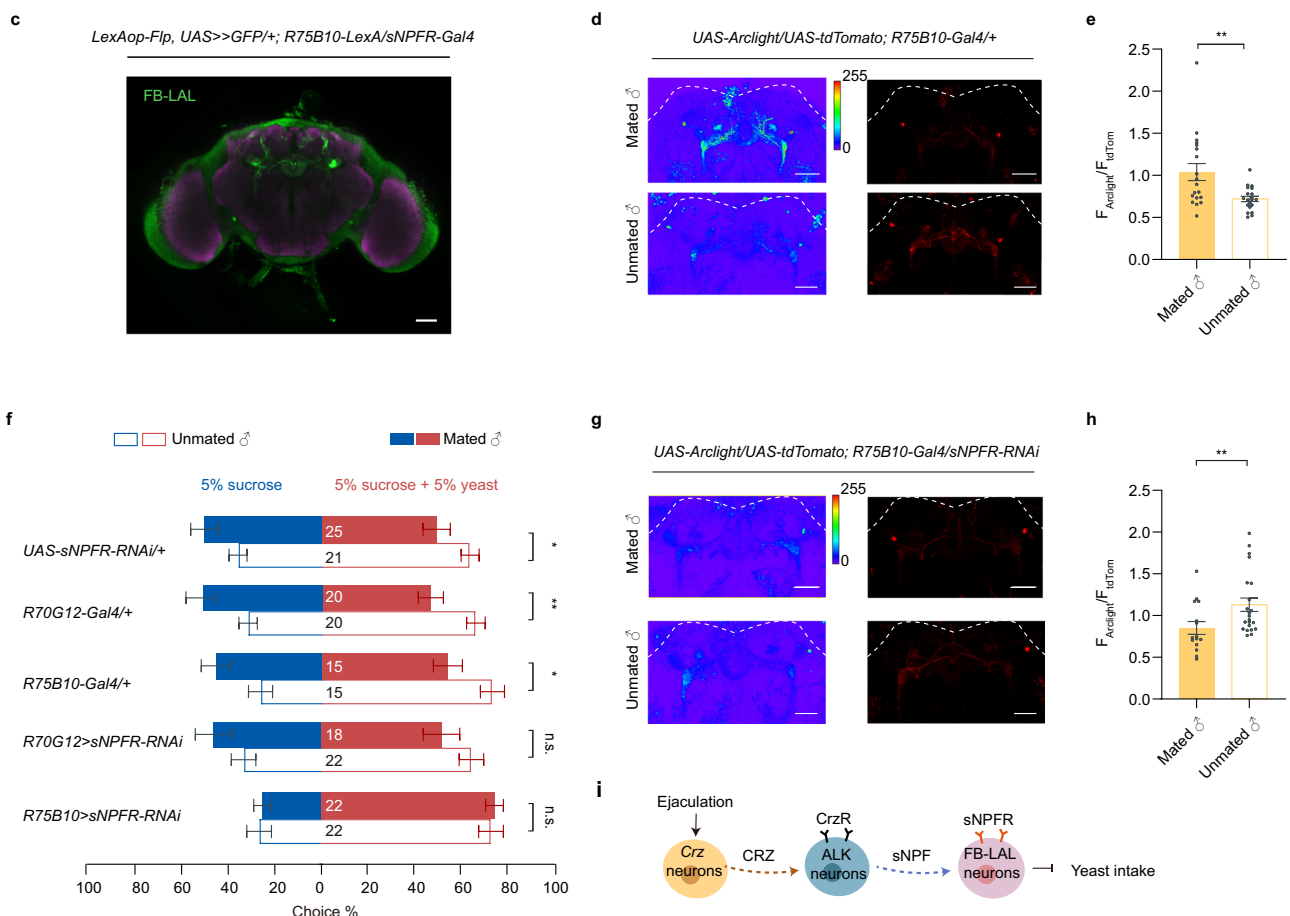 c
LexAop-Flp, UAS>>GFP/+; R75B10-LexA/sNPFR-Gal4
FB-LAL
d
UAS-Arclight/UAS-tdTomato; R75B10-Gal4/+
Mated ♂
255
0
Unmated ♂
e
**
2.5
2.0
1.5
1.0
0.5
0.0
F_Arclight/F_tdTom
Mated ♂
Unmated ♂
f
Unmated ♂
Mated ♂
5% sucrose
5% sucrose + 5% yeast
UAS-sNPFR-RNAi/+
25
21
*
R70G12-Gal4/+
20
20
**
R75B10-Gal4/+
15
15
*
R70G12>sNPFR-RNAi
18
22
n.s.
R75B10>sNPFR-RNAi
22
22
n.s.
100 80 60 40 20 0 20 40 60 80 100
Choice %
g
UAS-Arclight/UAS-tdTomato; R75B10-Gal4/sNPFR-RNAi
Mated ♂
255
0
Unmated ♂
h
**
2.5
2.0
1.5
1.0
0.5
0.0
F_Arclight/F_tdTom
Mated ♂
Unmated ♂
i
Ejaculation
Crz
neurons
CRZ
CrzR
ALK
neurons
sNPF
sNPFR
FB-LAL
neurons
Yeast intake